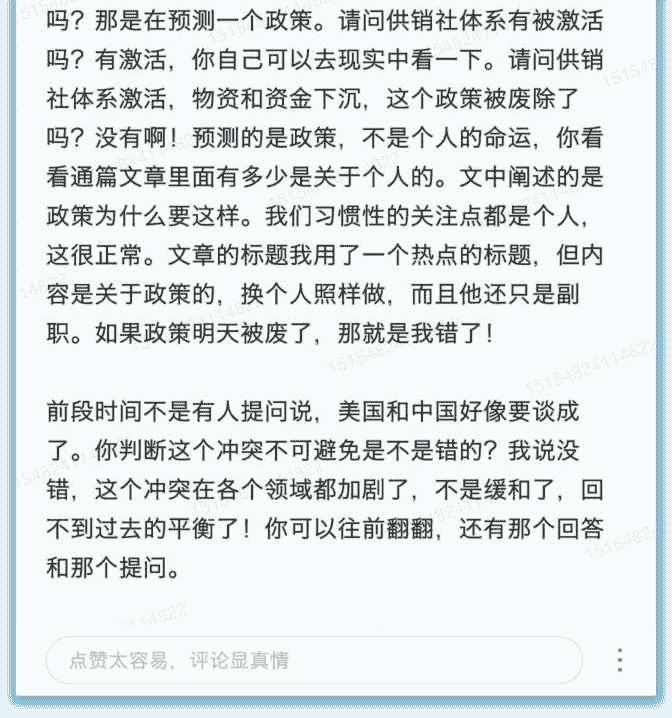 吗？那是在预测一个政策。请问供销社体系有被激活
吗？有激活，你自己可以去现实中看一下。请问供销
社体系激活，物资和资金下沉，这个政策被废除了
吗？没有啊！预测的是政策，不是个人的命运，你看
看通篇文章里面有多少是关于个人的。文中阐述的是
政策为什么要这样。我们习惯性的关注点都是个人，
这很正常。文章的标题我用了一个热点的标题，但内
容是关于政策的，换个人照样做，而且他还只是副
职。如果政策明天被废了，那就是我错了！
前段时间不是有人提问说，美国和中国好像要谈成
了。你判断这个冲突不可避免是不是错的？我说没
错，这个冲突在各个领域都加剧了，不是缓和了，回
不到过去的平衡了！你可以往前翻翻，还有那个回答
和那个提问。
点赞太容易，评论显真情
15154824114822